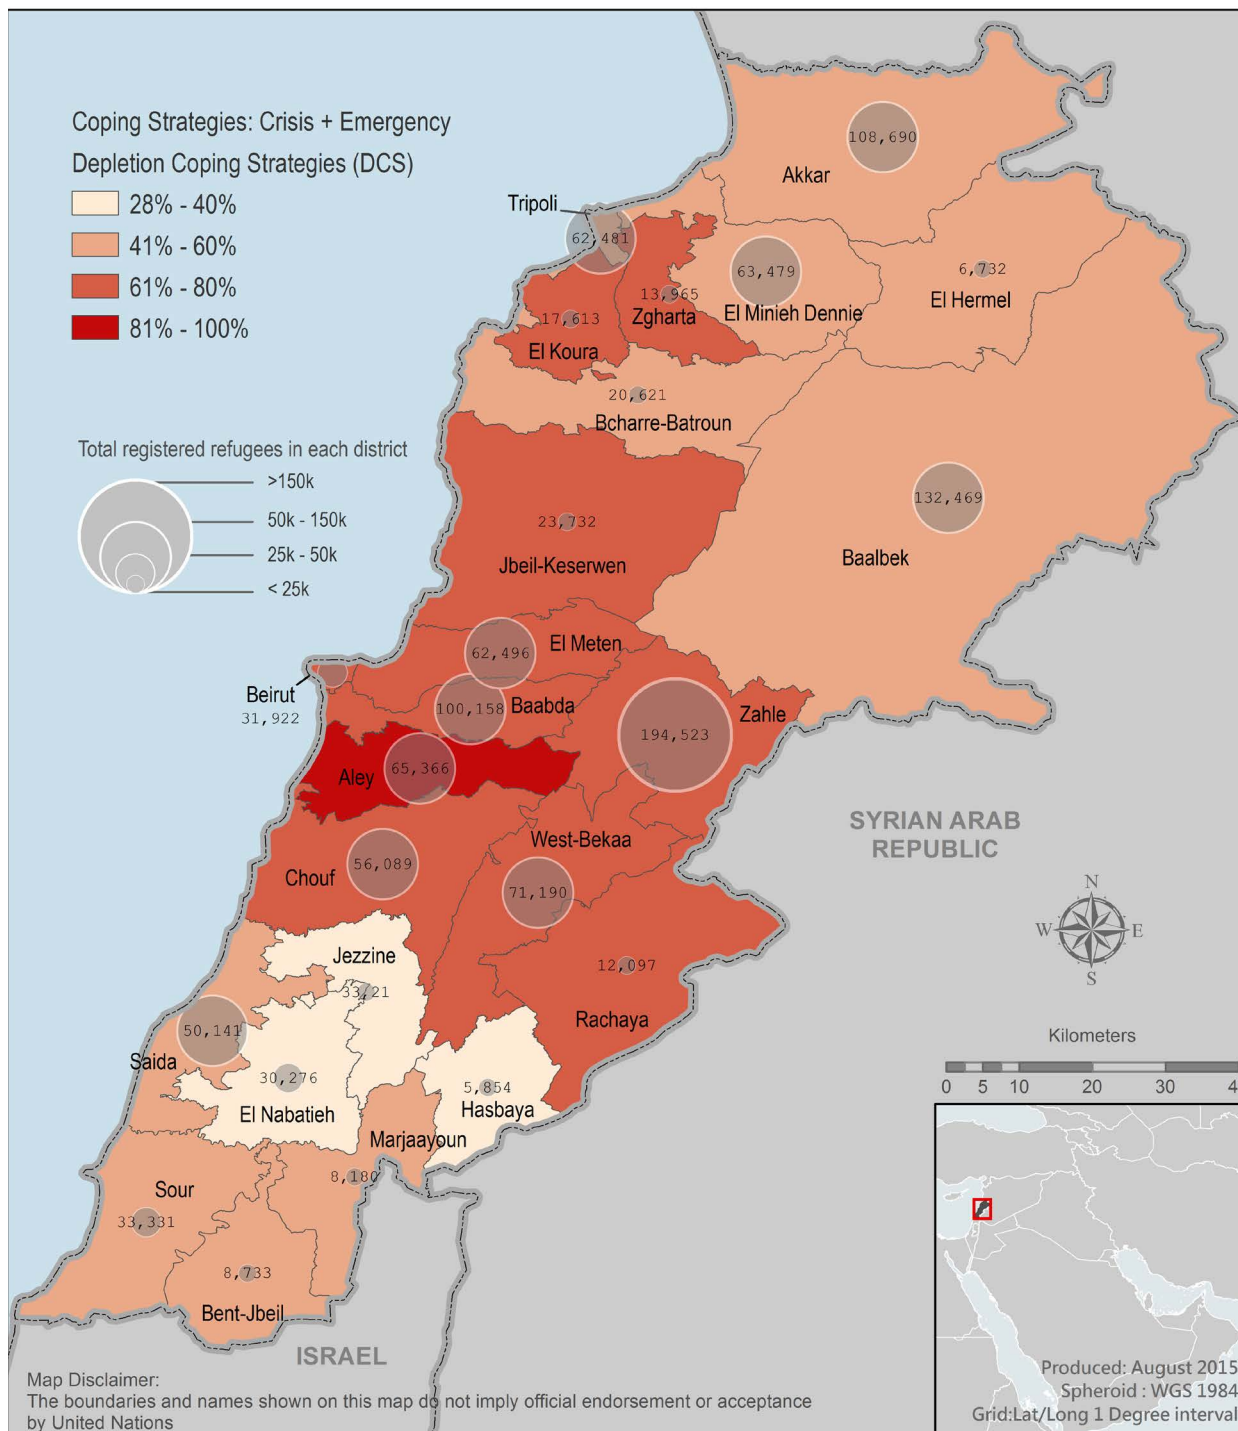 Coping Strategies: Crisis + Emergency
Depletion Coping Strategies (DCS)
28% - 40%
41% - 60%
61% - 80%
81% - 100%
Total registered refugees in each district
>150k
50k - 150k
25k - 50k
< 25k
108,690
Akkar
Tripoli
62,481
63,479
El Minieh Dennie
6,732
El Hermel
13,965
Zgharta
17,613
El Koura
20,621
Bcharre-Batroun
132,469
Baalbek
23,732
Jbeil-Keserwen
El Meten
62,496
Beirut
31,922
Baabda
100,158
Zahle
194,523
Aley
65,366
SYRIAN ARAB
REPUBLIC
West-Bekaa
71,190
Chouf
56,089
N
W
E
S
Jezzine
33,21
12,097
Rachaya
50,141
Saida
30,276
El Nabatieh
5,854
Hasbaya
Marjaayoun
8,180
Sour
33,331
8,733
Bent-Jbeil
ISRAEL
Kilometers
0 5 10 20 30 4
Map Disclaimer:
The boundaries and names shown on this map do not imply official endorsement or acceptance
by United Nations
Produced: August 2015
Spheroid : WGS 1984
Grid:Lat/Long 1 Degree interval